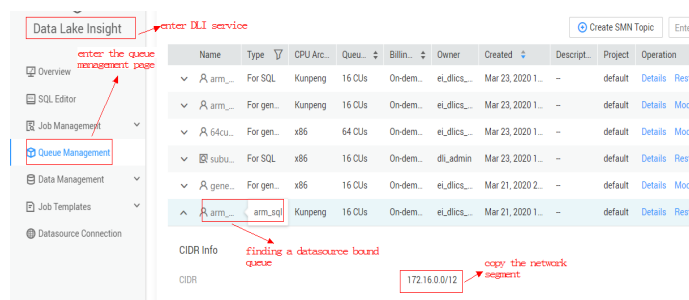 Data Lake Insight
enter DLI service
Create SMN Topic
Ente
enter the queue
management page
Name Type CPU Arc... Queu... Billin... Owner Created Descript... Project Operation
Overview
arm_... For SQL Kunpeng 16 CUs On-dem... ei_dlics_... Mar 23, 2020 1... -- default Details Res
SQL Editor
arm_... For gen... Kunpeng 16 CUs On-dem... ei_dlics_... Mar 23, 2020 1... -- default Details Mod
Job Management
64cu... For gen... x86 64 CUs On-dem... ei_dlics_... Mar 23, 2020 1... -- default Details Mod
Queue Management
subu... For SQL x86 16 CUs On-dem... dli_admin Mar 23, 2020 1... -- default Details Res
Data Management
gene... For gen... x86 16 CUs On-dem... ei_dlics_... Mar 21, 2020 2... -- default Details Mod
Job Templates
arm_... arm_sql Kunpeng 16 CUs On-dem... ei_dlics_... Mar 21, 2020 1... -- default Details Res
Datasource Connection
CIDR Info
finding a datasource bound
queue
copy the network
segment
CIDR
172.16.0.0/12